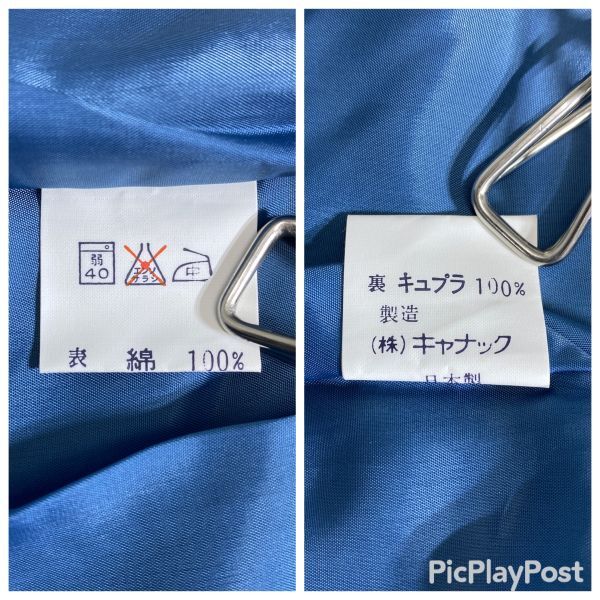 弱
40
エンソ
サラシ
中
表 綿 100%
裏 キュプラ 100%
製造
(株) キャナック
日本製
PicPlayPost